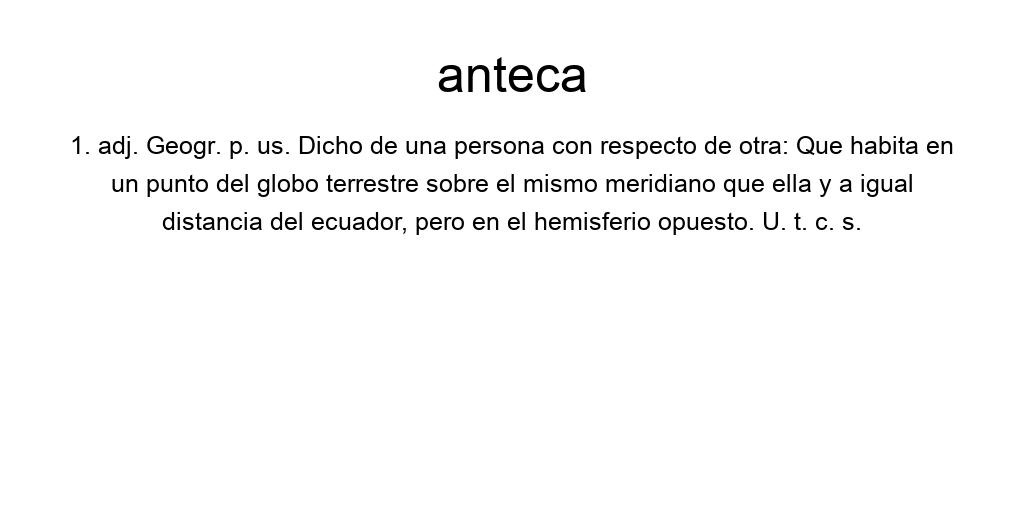 anteca
1. adj. Geogr. p. us. Dicho de una persona con respecto de otra: Que habita en
un punto del globo terrestre sobre el mismo meridiano que ella y a igual
distancia del ecuador, pero en el hemisferio opuesto. U. t. c. s.